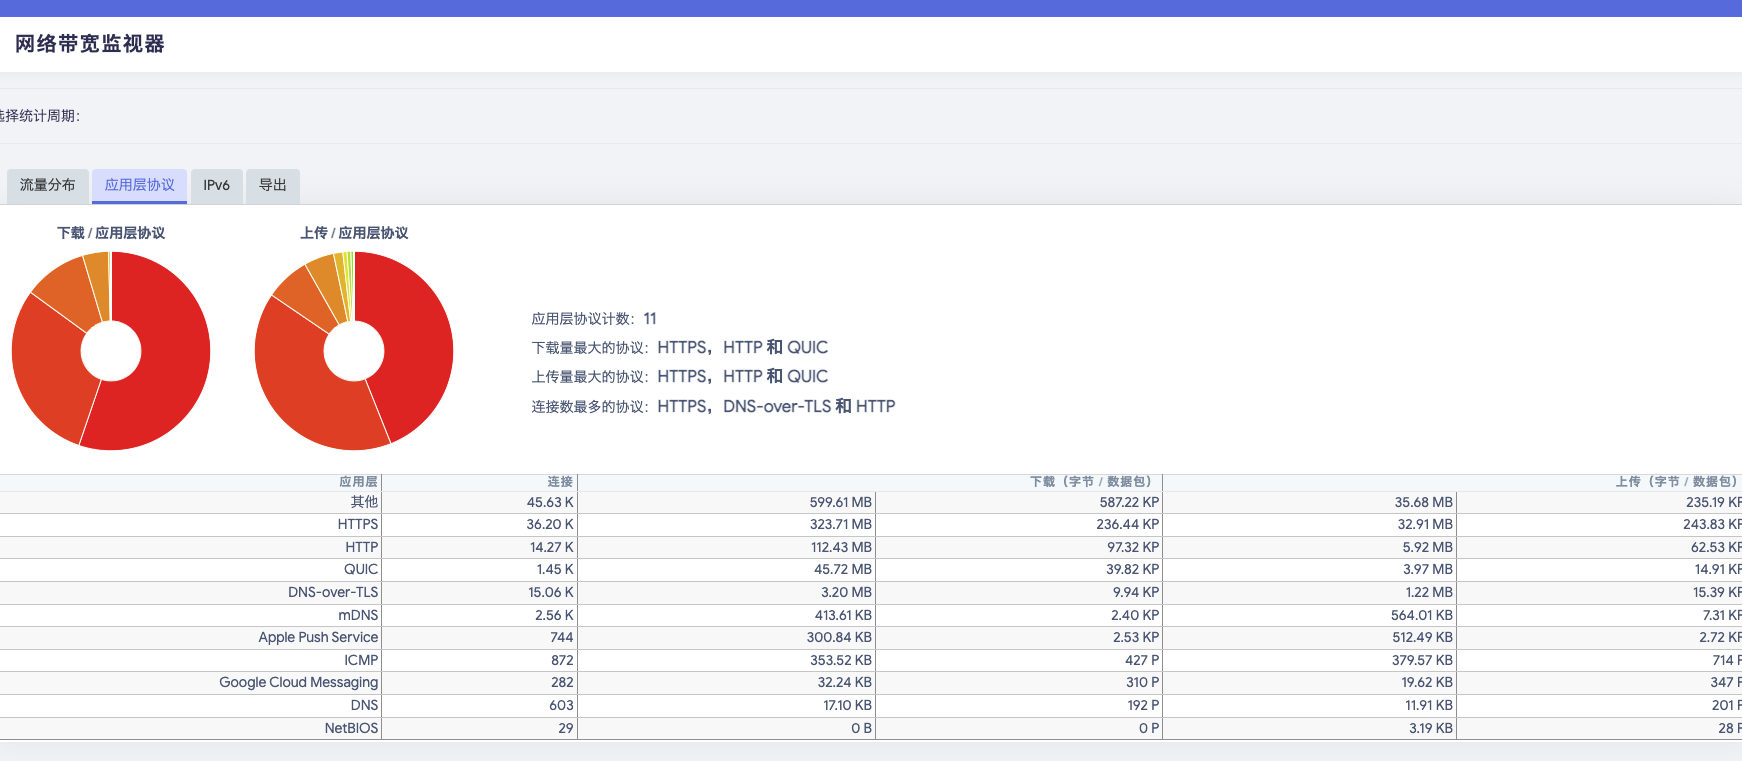 网络带宽监视器
选择统计周期：
流量分布 应用层协议 IPv6 导出
下载 / 应用层协议 上传 / 应用层协议
应用层协议计数： 11
下载量最大的协议： HTTPS，HTTP 和 QUIC
上传量最大的协议： HTTPS，HTTP 和 QUIC
连接数最多的协议： HTTPS，DNS-over-TLS 和 HTTP
应用层 连接 下载（字节 / 数据包） 上传（字节 / 数据包）
其他 45.63 K 599.61 MB 587.22 KP 35.68 MB 235.19 KP
HTTPS 36.20 K 323.71 MB 236.44 KP 32.91 MB 243.83 KP
HTTP 14.27 K 112.43 MB 97.32 KP 5.92 MB 62.53 KP
QUIC 1.45 K 45.72 MB 39.82 KP 3.97 MB 14.91 KP
DNS-over-TLS 15.06 K 3.20 MB 9.94 KP 1.22 MB 15.39 KP
mDNS 2.56 K 413.61 KB 2.40 KP 564.01 KB 7.31 KP
Apple Push Service 744 300.84 KB 2.53 KP 512.49 KB 2.72 KP
ICMP 872 353.52 KB 427 P 379.57 KB 714 P
Google Cloud Messaging 282 32.24 KB 310 P 19.62 KB 347 P
DNS 603 17.10 KB 192 P 11.91 KB 201 P
NetBIOS 29 0 B 0 P 3.19 KB 28 P